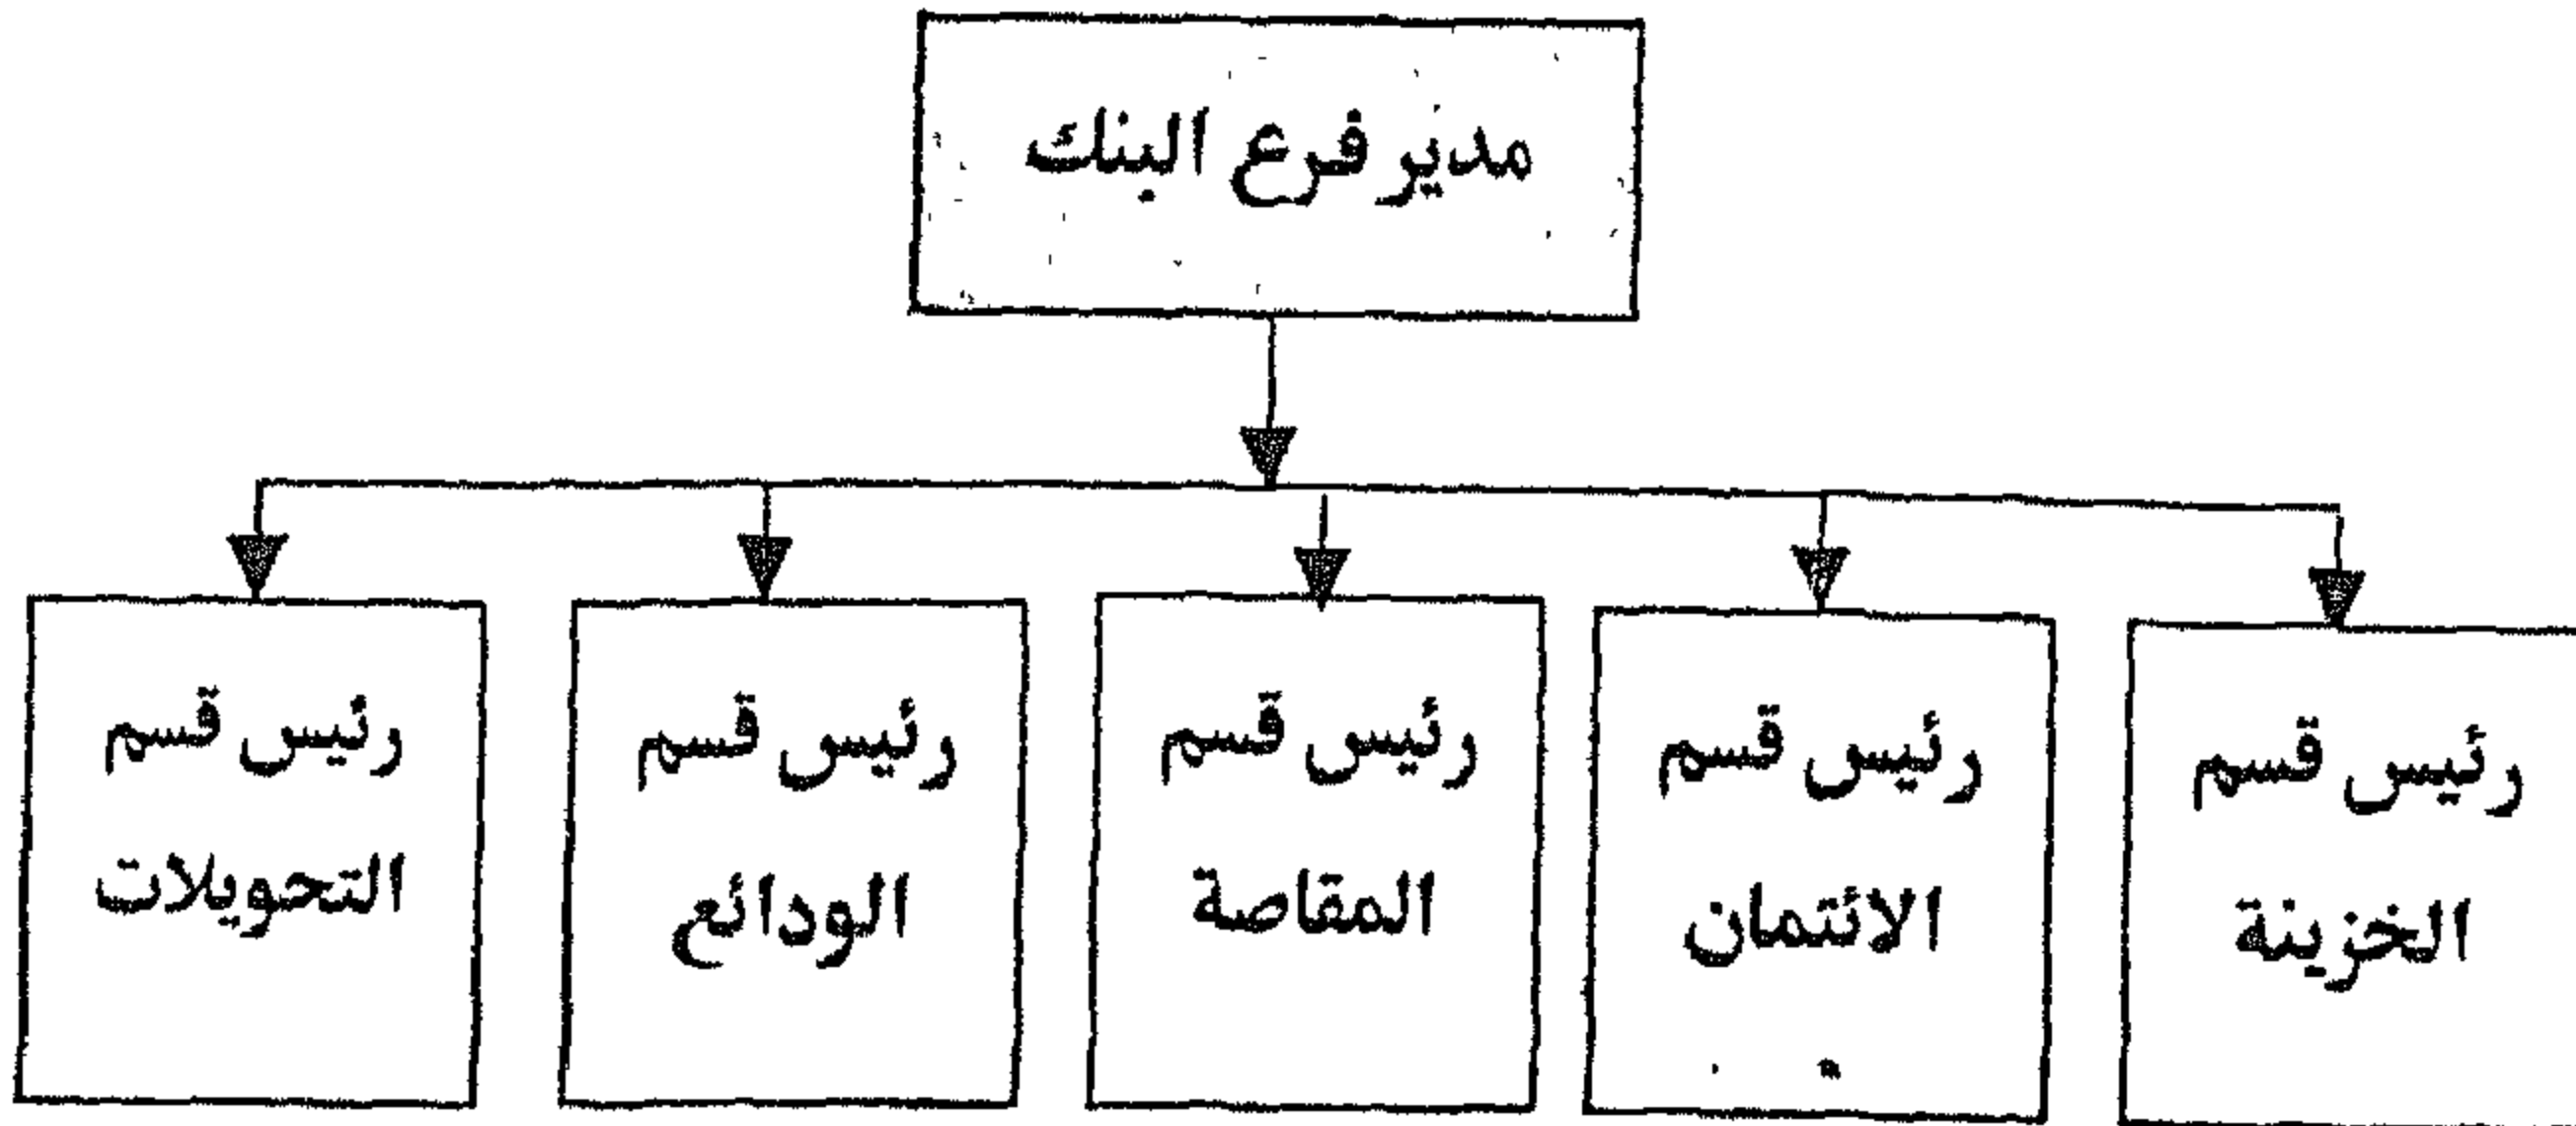 مدير فرع البنك
رئيس قسم
الخزينة
رئيس قسم
الائتمان
رئيس قسم
المقاصة
رئيس قسم
الودائع
رئيس قسم
التحويلات